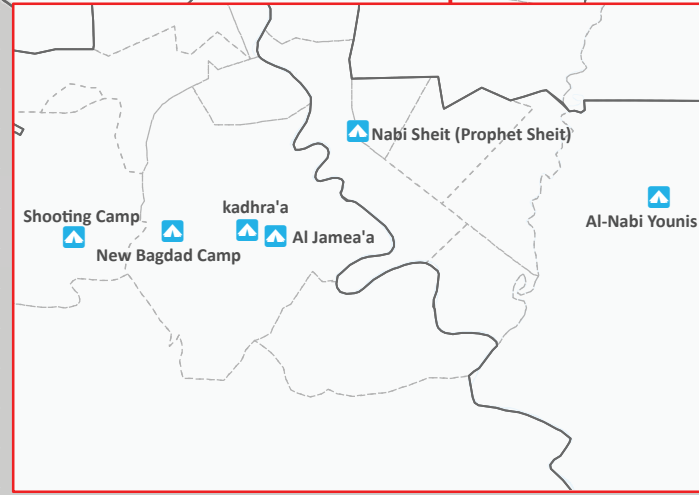 Nabi Sheit (Prophet Sheit)
Al-Nabi Younis
Shooting Camp
kadhra'a
Al Jamea'a
New Bagdad Camp